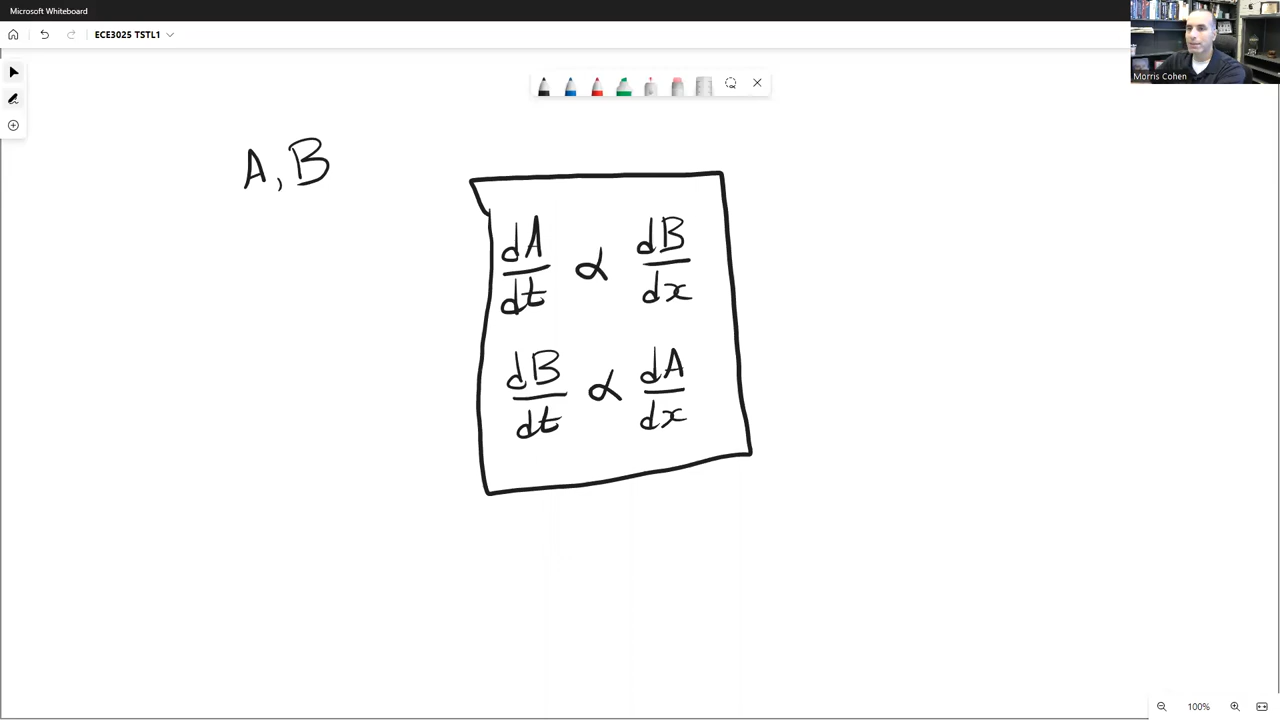 Microsoft Whiteboard
ECE3025 TSTL1
Morris Cohen
A, B
dA/dt ∝ dB/dx
dB/dt ∝ dA/dx
100%